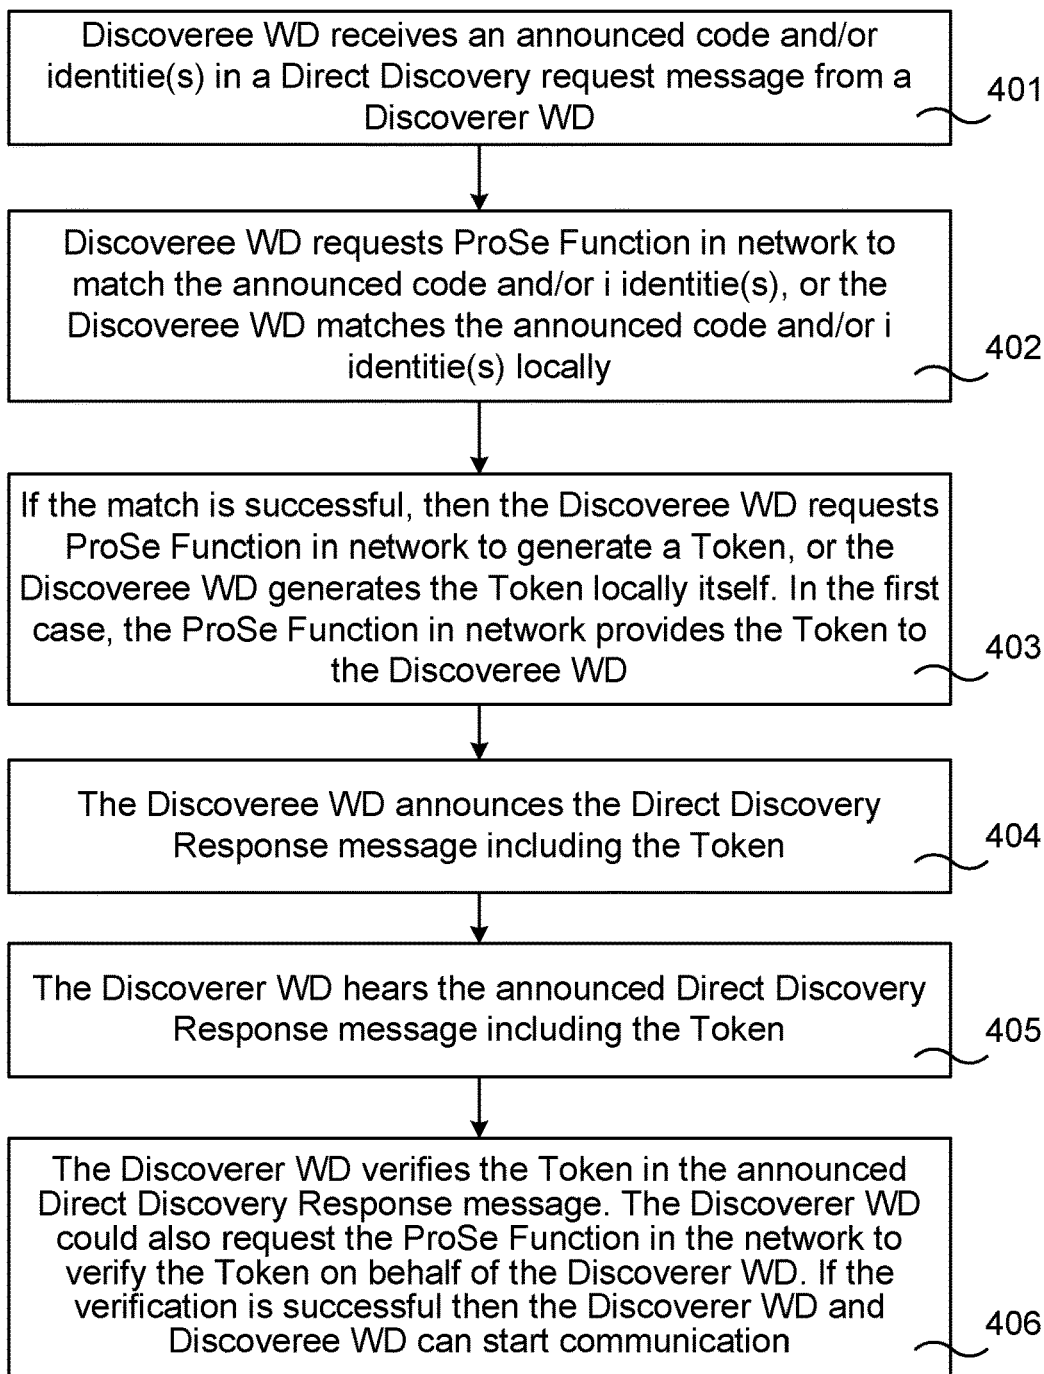 Discoveree WD receives an announced code and/or
identitie(s) in a Direct Discovery request message from a
Discoverer WD
401
Discoveree WD requests ProSe Function in network to
match the announced code and/or i identitie(s), or the
Discoveree WD matches the announced code and/or i
identitie(s) locally
402
If the match is successful, then the Discoveree WD requests
ProSe Function in network to generate a Token, or the
Discoveree WD generates the Token locally itself. In the first
case, the ProSe Function in network provides the Token to
the Discoveree WD
403
The Discoveree WD announces the Direct Discovery
Response message including the Token
404
The Discoverer WD hears the announced Direct Discovery
Response message including the Token
405
The Discoverer WD verifies the Token in the announced
Direct Discovery Response message. The Discoverer WD
could also request the ProSe Function in the network to
verify the Token on behalf of the Discoverer WD. If the
verification is successful then the Discoverer WD and
Discoveree WD can start communication
406